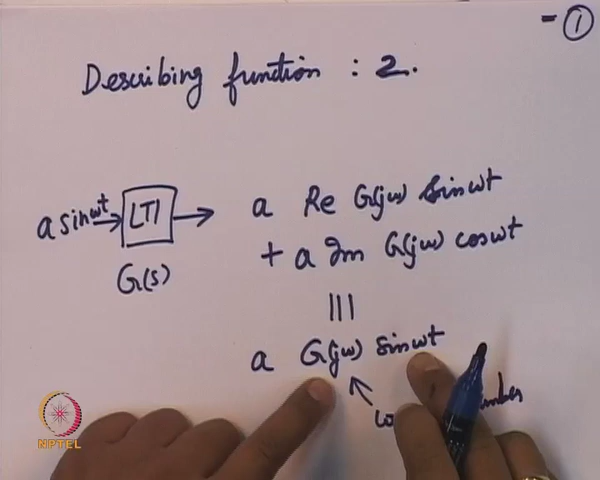 - ①
Describing function : 2.
a sin ωt → LTI → a Re G(jω) sin ωt
+ a Im G(jω) cos ωt
G(s)
|||
a G(jω) sin ωt
NPTEL